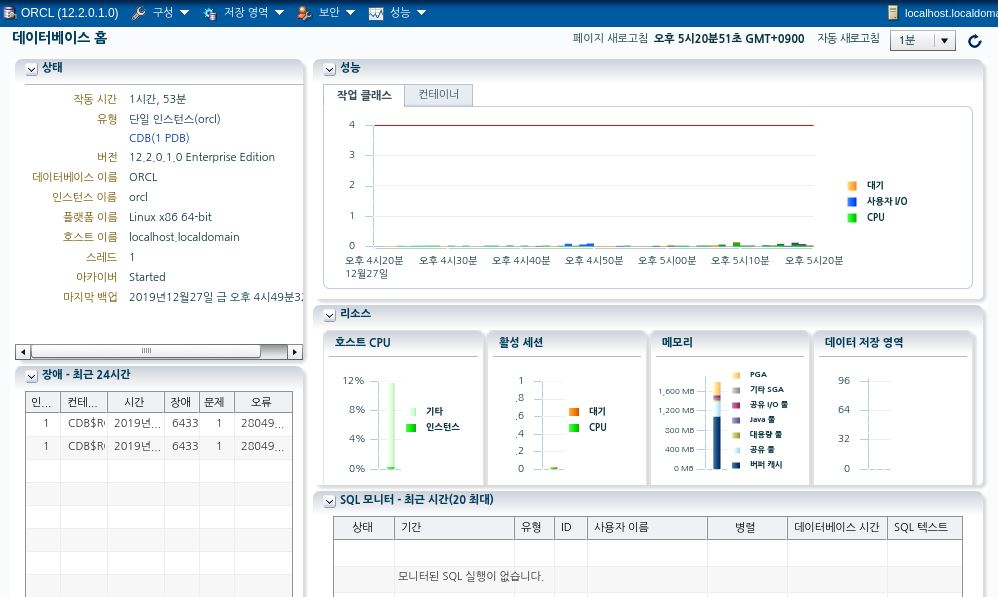 ORCL (12.2.0.1.0) 구성 저장 영역 보안 성능 localhost.localdoma
데이터베이스 홈
페이지 새로고침 오후 5시20분51초 GMT+0900 자동 새로고침 1분
상태
작동 시간 1시간, 53분
유형 단일 인스턴스(orcl)
CDB(1 PDB)
버전 12.2.0.1.0 Enterprise Edition
데이터베이스 이름 ORCL
인스턴스 이름 orcl
플랫폼 이름 Linux x86 64-bit
호스트 이름 localhost.localdomain
스레드 1
아카이버 Started
마지막 백업 2019년12월27일 금 오후 4시49분3
장애 - 최근 24시간
인... 컨테... 시간 장애 문제 오류
1 CDB$R 2019년... 6433 1 28049...
1 CDB$R 2019년... 6433 1 28049...
성능
작업 클래스 컨테이너
4
3
2
1
0
오후 4시20분 오후 4시30분 오후 4시40분 오후 4시50분 오후 5시00분 오후 5시10분 오후 5시20분
12월27일
대기
사용자 I/O
CPU
리소스
호스트 CPU
12%
8%
4%
0%
기타
인스턴스
활성 세션
1
.8
.6
.4
.2
0
대기
CPU
메모리
1,600 MB
1,200 MB
800 MB
400 MB
0 MB
PGA
기타 SGA
공유 I/O 풀
Java 풀
대용량 풀
공유 풀
버퍼 캐시
데이터 저장 영역
96
64
32
0
SQL 모니터 - 최근 시간(20 최대)
상태 기간 유형 ID 사용자 이름 병렬 데이터베이스 시간 SQL 텍스트
모니터된 SQL 실행이 없습니다.